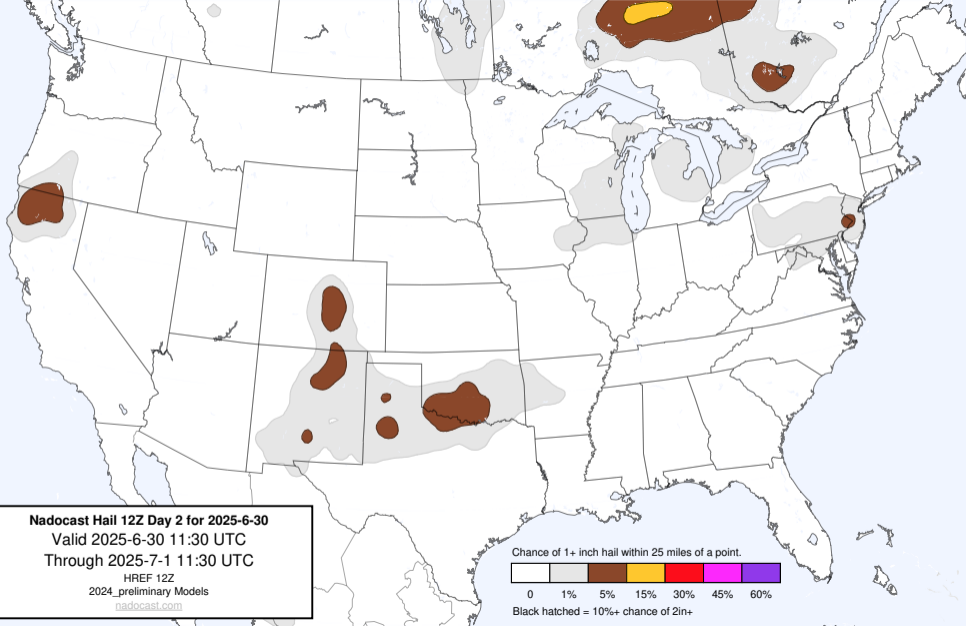 Nadocast Hail 12Z Day 2 for 2025-6-30
Valid 2025-6-30 11:30 UTC
Through 2025-7-1 11:30 UTC
HREF 12Z
2024_preliminary Models
nadocast.com
Chance of 1+ inch hail within 25 miles of a point.
0 1% 5% 15% 30% 45% 60%
Black hatched = 10%+ chance of 2in+